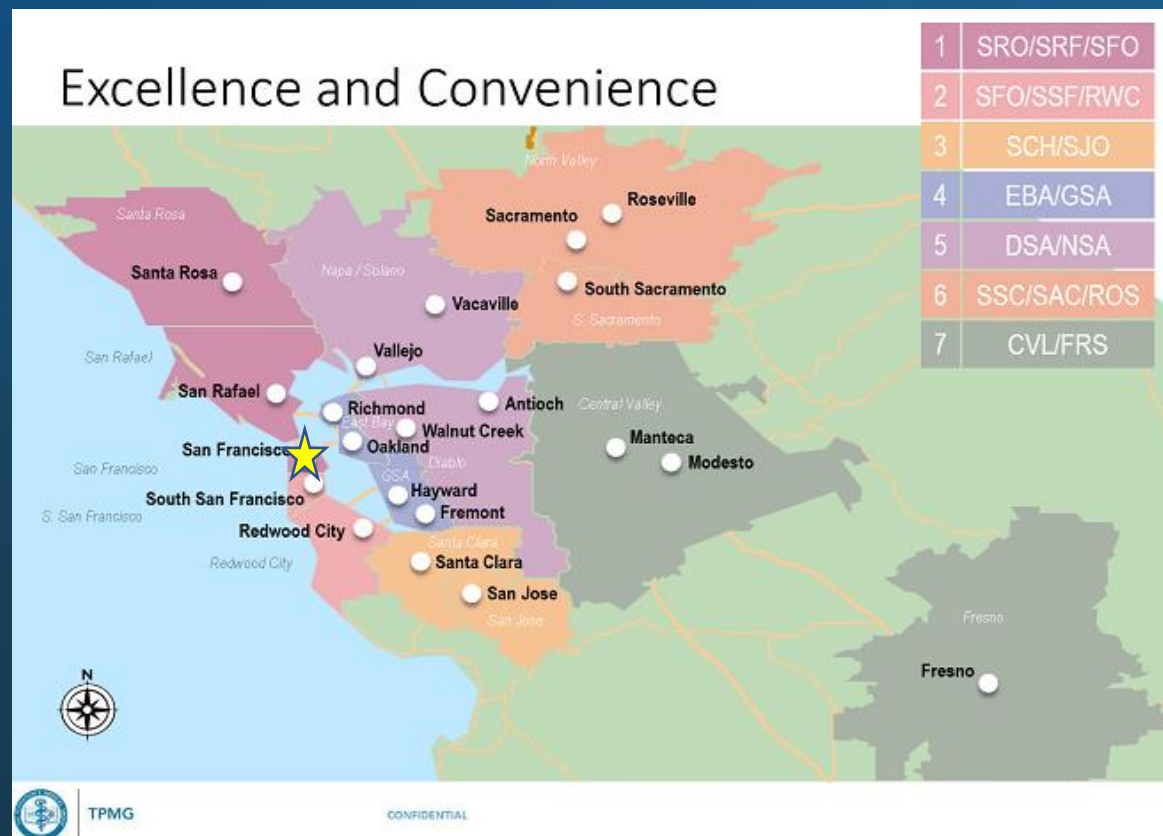 1 SRO/SRF/SFO
Excellence and Convenience
2 SFO/SSF/RWC
3 SCH/SJO
4 EBA/GSA
5 DSA/NSA
6 SSC/SAC/ROS
7 CVL/FRS
North Valley
Roseville
Sacramento
Santa Rosa
Santa Rosa
Napa / Solano
South Sacramento
Vacaville
S. Sacramento
Vallejo
San Rafael
San Rafael
Antioch
Central Valley
Richmond
East Bay
Walnut Creek
Oakland
Manteca
San Francisco
Diablo
Modesto
San Francisco
GSA
Hayward
South San Francisco
S. San Francisco
Fremont
Redwood City
Santa Clara
Redwood City
Santa Clara
San Jose
San Jose
Fresno
Fresno
N
TPMG
CONFIDENTIAL